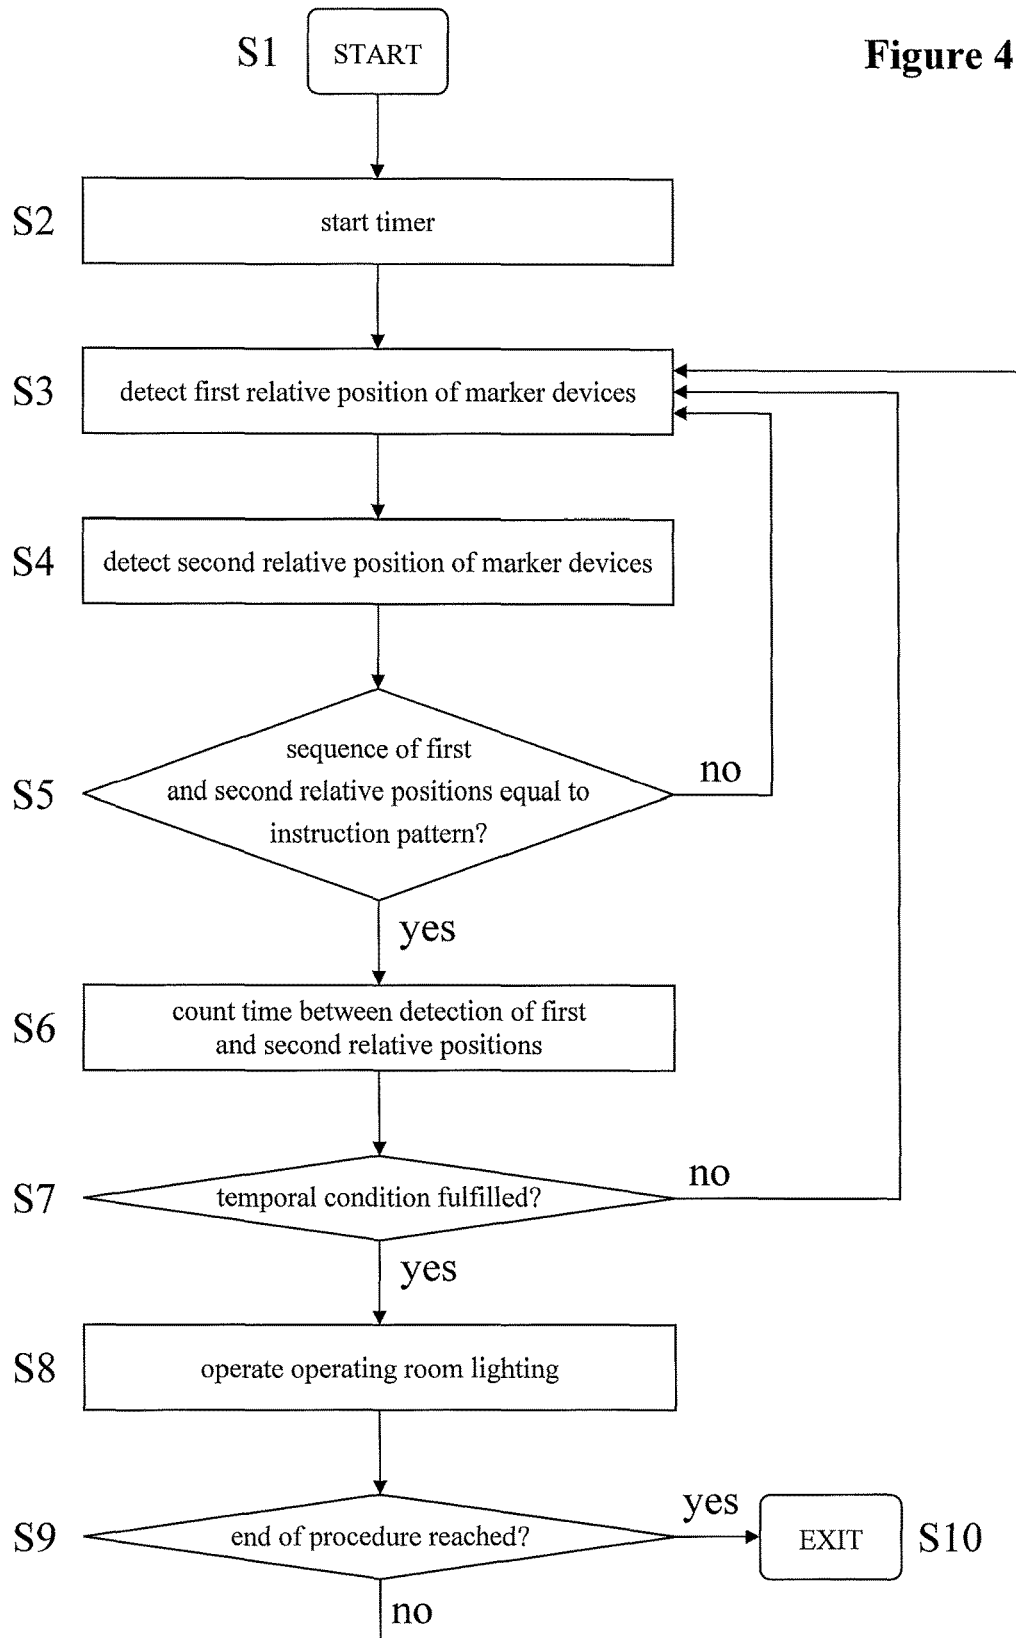 Figure 4
S1
START
S2
start timer
S3
detect first relative position of marker devices
S4
detect second relative position of marker devices
S5
sequence of first
and second relative positions equal to
instruction pattern?
no
yes
S6
count time between detection of first
and second relative positions
S7
temporal condition fulfilled?
no
yes
S8
operate operating room lighting
S9
end of procedure reached?
yes
EXIT
S10
no